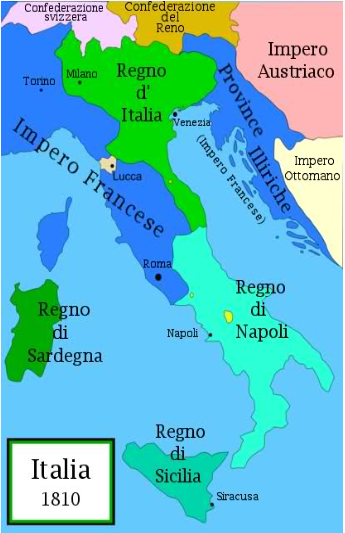 Confederazione
svizzera
Confederazione
del
Reno
Impero
Austriaco
Torino
Milano
Regno
d'
Italia
Venezia
Province Illiriche
(Impero Francese)
Impero
Ottomano
Impero Francese
Lucca
Roma
Regno
di
Sardegna
Regno
di
Napoli
Napoli
Regno
di
Sicilia
Siracusa
Italia
1810